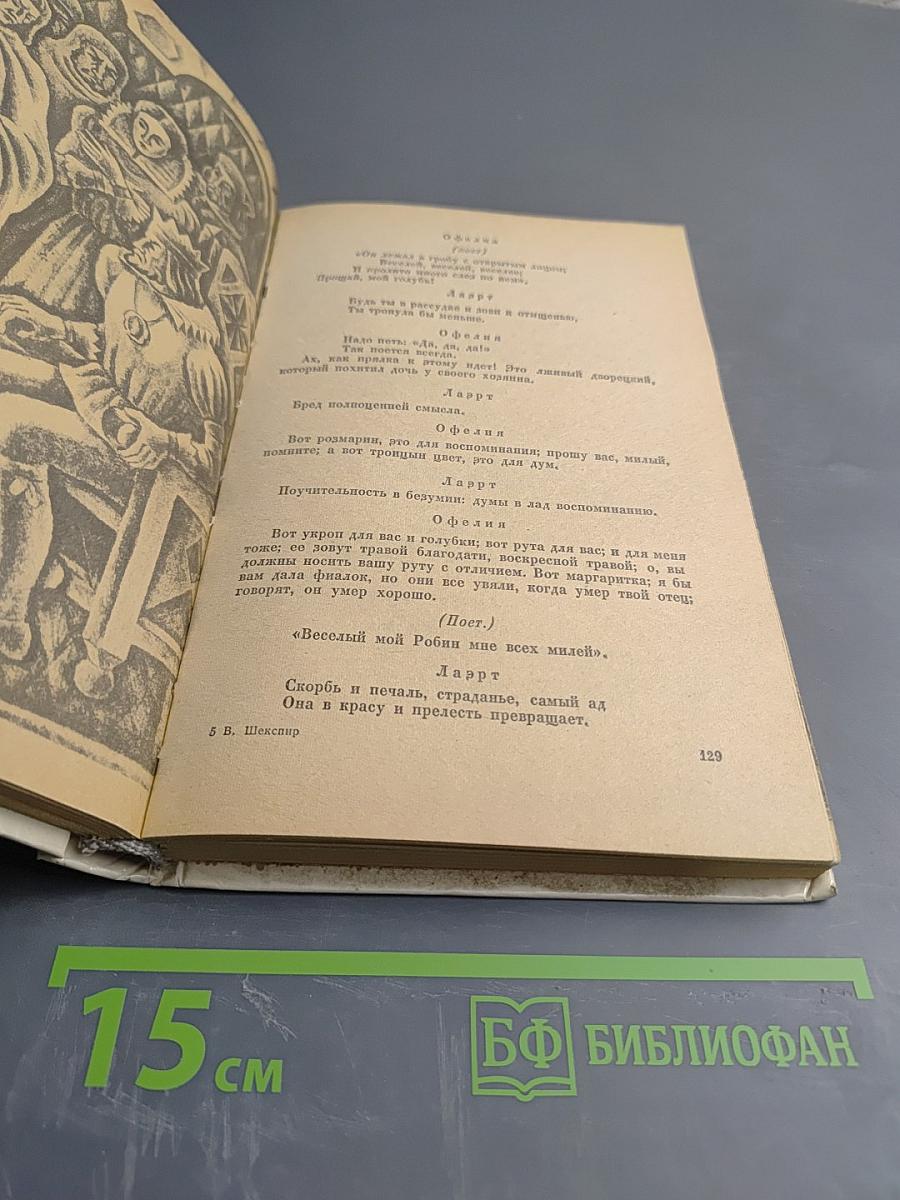 Офелия
(поет)
«Он лежал в гробу с открытым лицом;
Веселей, веселей, веселее;
И пролито много слез по нем,
Прощай, мой голубь!
Лаэрт
Будь ты в рассудке и зови к отмщенью,
Ты тронула бы меньше.
Офелия
Надо петь: «Да, да, да!»
Так поется всегда.
Ах, как прялка к этому идет! Это лживый дворецкий,
который похитил дочь у своего хозяина.
Лаэрт
Бред полноценней смысла.
Офелия
Вот розмарин, это для воспоминания; прошу вас, милый,
помните; а вот троицын цвет, это для дум.
Лаэрт
Поучительность в безумии: думы в лад воспоминанию.
Офелия
Вот укроп для вас и голубки; вот рута для вас; и для меня
тоже; ее зовут травой благодати, воскресной травой; о, вы
должны носить вашу руту с отличием. Вот маргаритка; я бы
вам дала фиалок, но они все увяли, когда умер твой отец;
говорят, он умер хорошо.
(Поет.)
«Веселый мой Робин мне всех милей».
Лаэрт
Скорбь и печаль, страданье, самый ад
Она в красу и прелесть превращает.
5 В. Шекспир
129
15 см
БФ БИБЛИОФАН